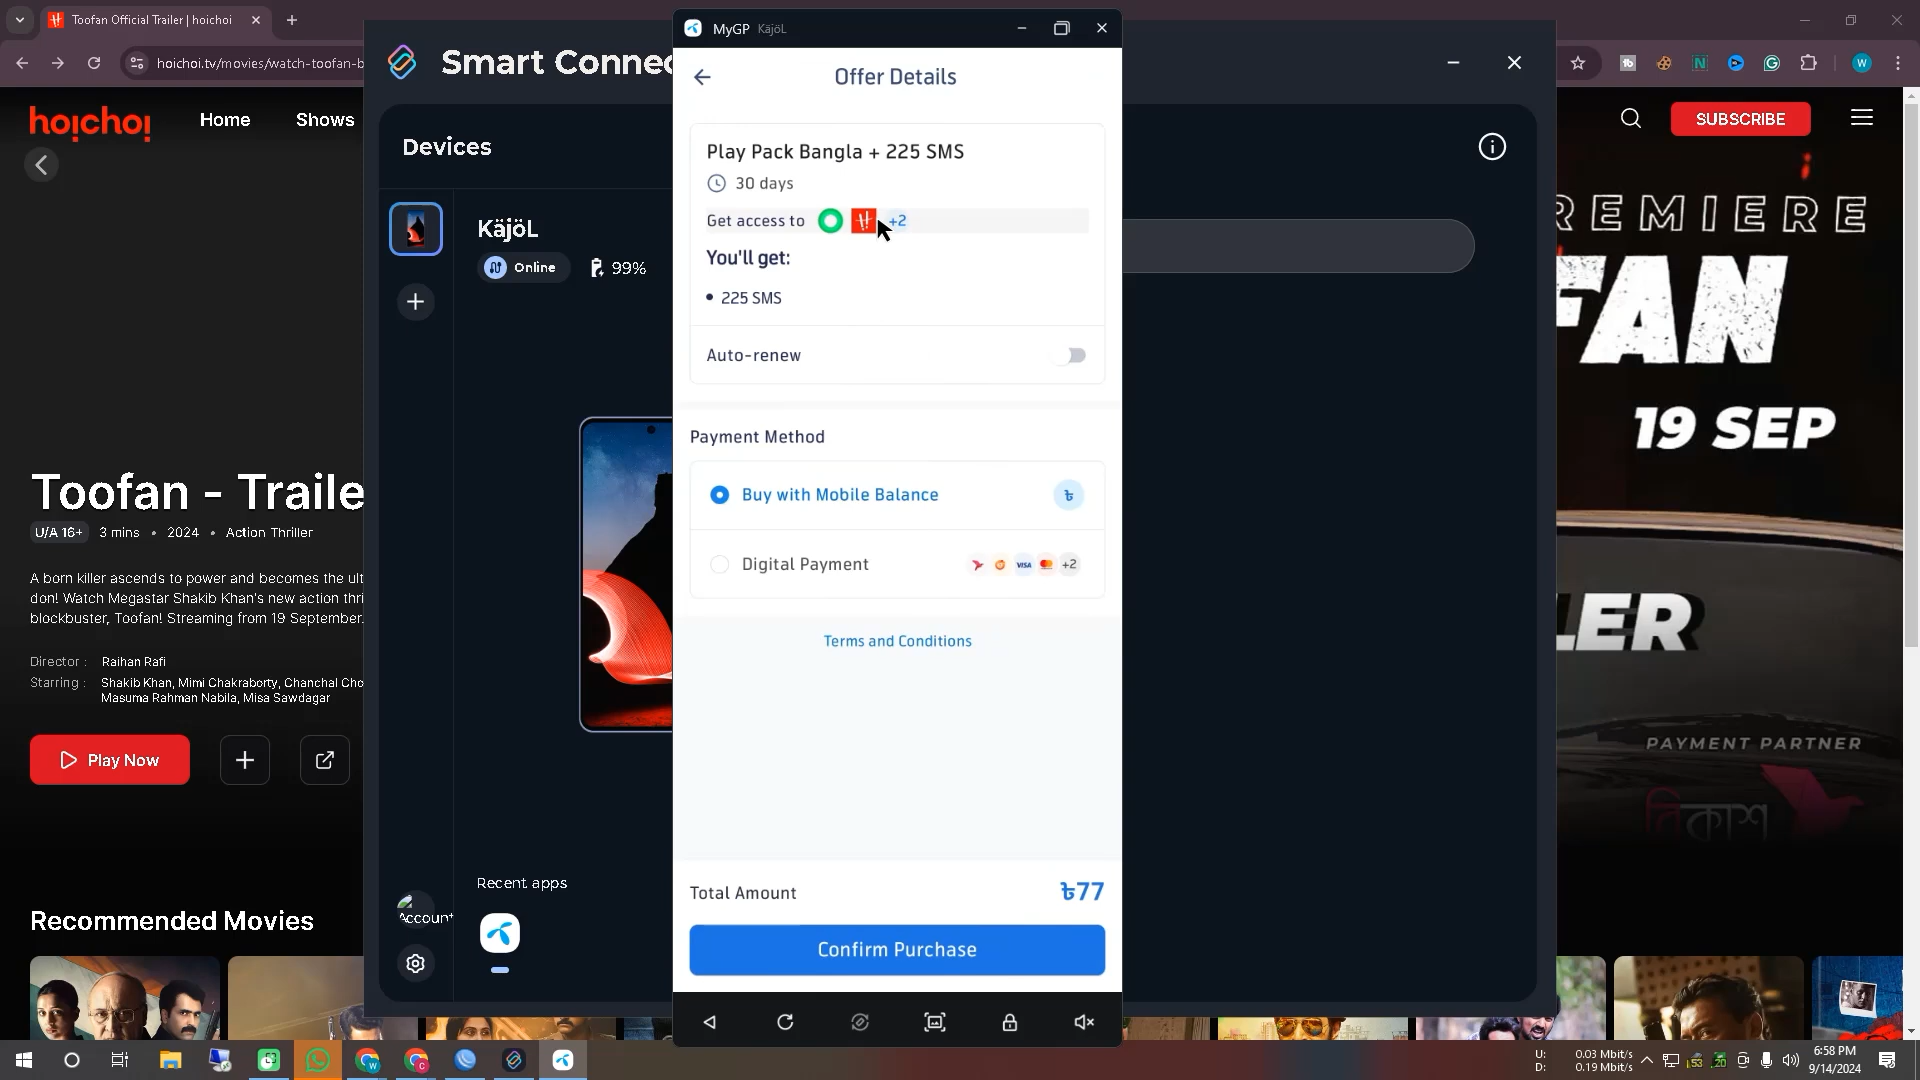 Toofan Official Trailer | hoichoi
hoichoi.tv/movies/watch-toofan-b
hoichoi
Home
Shows
SUBSCRIBE
Smart Connec
Devices
KäjöL
Online
99%
Recent apps
Account
MyGP KäjöL
Offer Details
Play Pack Bangla + 225 SMS
30 days
Get access to
+2
You'll get:
• 225 SMS
Auto-renew
Payment Method
Buy with Mobile Balance
৳
Digital Payment
VISA
+2
Terms and Conditions
Total Amount
৳77
Confirm Purchase
Toofan - Traile
U/A 16+ 3 mins • 2024 • Action Thriller
A born killer ascends to power and becomes the ult
don! Watch Megastar Shakib Khan's new action thri
blockbuster, Toofan! Streaming from 19 September.
Director : Raihan Rafi
Starring : Shakib Khan, Mimi Chakraborty, Chanchal Cho
Masuma Rahman Nabila, Misa Sawdagar
Play Now
Recommended Movies
REMIERE
FAN
19 SEP
LER
PAYMENT PARTNER
বিকাশ
U: 0.03 Mbit/s
D: 0.19 Mbit/s
6:58 PM
9/14/2024